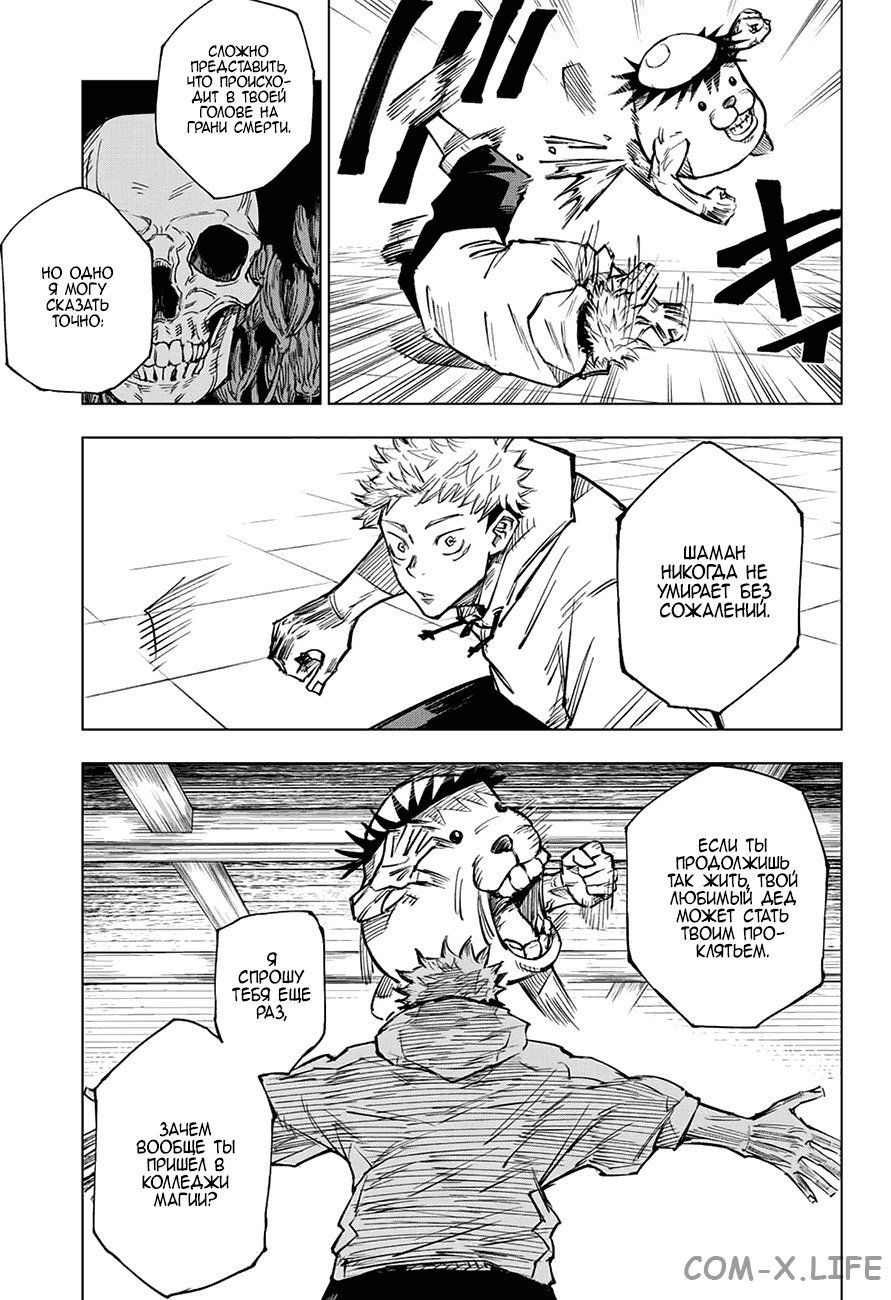 СЛОЖНО
ПРЕДСТАВИТЬ,
ЧТО ПРОИСХО-
ДИТ В ТВОЕЙ
ГОЛОВЕ НА
ГРАНИ СМЕРТИ.
НО ОДНО
Я МОГУ
СКАЗАТЬ
ТОЧНО:
ШАМАН
НИКОГДА НЕ
УМИРАЕТ БЕЗ
СОЖАЛЕНИЙ.
ЕСЛИ ТЫ
ПРОДОЛЖИШЬ
ТАК ЖИТЬ, ТВОЙ
ЛЮБИМЫЙ ДЕД
МОЖЕТ СТАТЬ
ТВОИМ ПРО-
КЛЯТЬЕМ.
Я
СПРОШУ
ТЕБЯ ЕЩЕ
РАЗ,
ЗАЧЕМ
ВООБЩЕ ТЫ
ПРИШЕЛ В
КОЛЛЕДЖИ
МАГИИ?
COM-X.LIFE